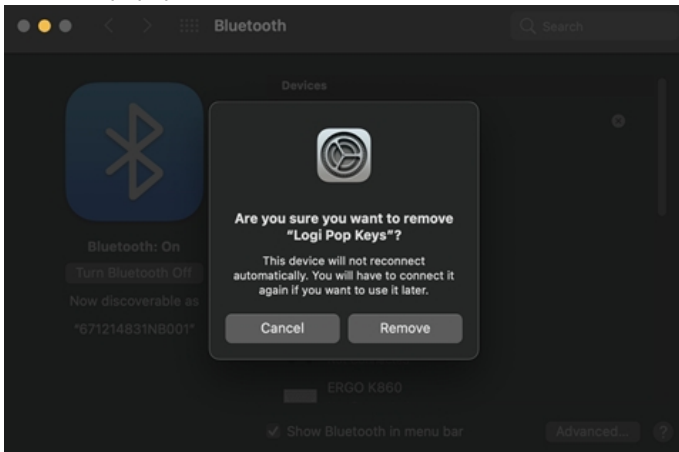 Bluetooth
Search
Devices
Bluetooth: On
Turn Bluetooth Off
Now discoverable as
"671214831NB001"
Are you sure you want to remove
“Logi Pop Keys”?
This device will not reconnect
automatically. You will have to connect it
again if you want to use it later.
Cancel
Remove
ERGO K860
Show Bluetooth in menu bar
Advanced...
?